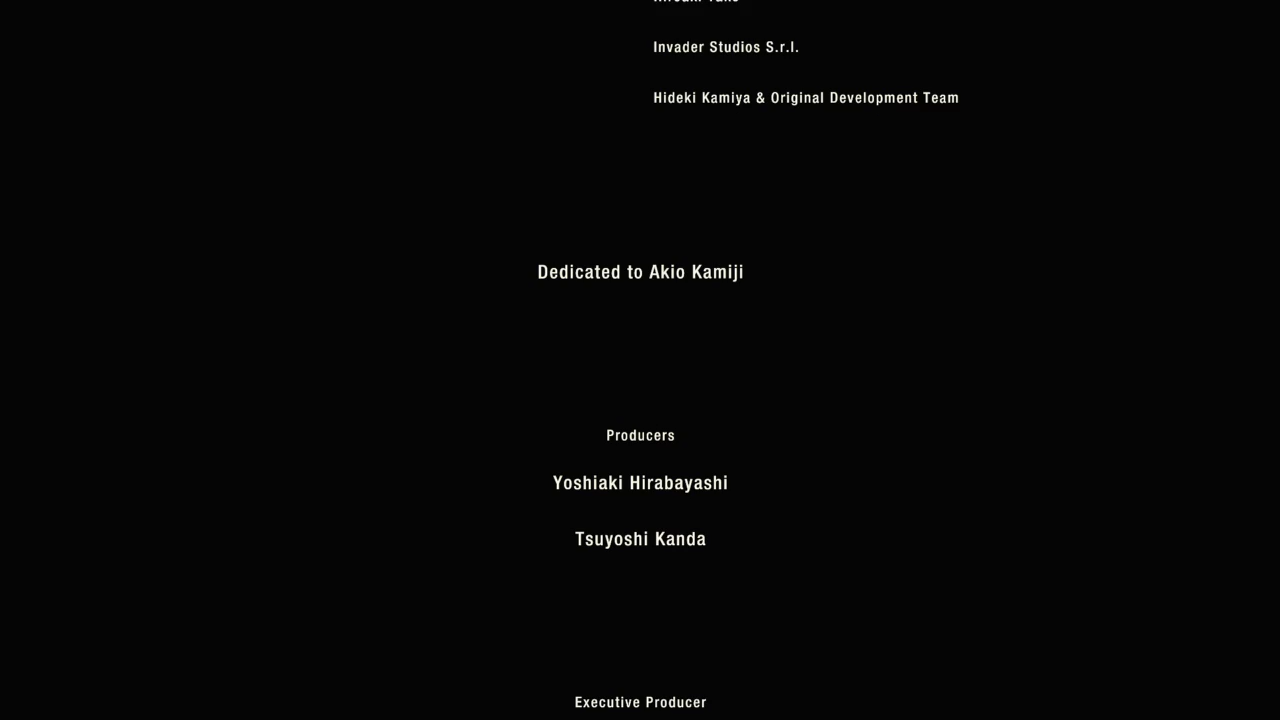 Invader Studios S.r.l.
Hideki Kamiya & Original Development Team
Dedicated to Akio Kamiji
Producers
Yoshiaki Hirabayashi
Tsuyoshi Kanda
Executive Producer